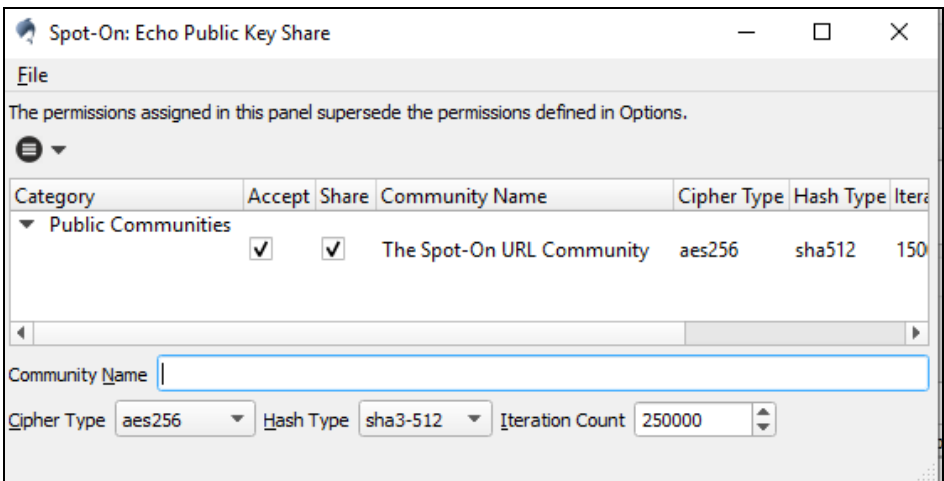 Spot-On: Echo Public Key Share
File
The permissions assigned in this panel supersede the permissions defined in Options.
Category Accept Share Community Name Cipher Type Hash Type Itera
Public Communities
The Spot-On URL Community aes256 sha512 150
Community Name
Cipher Type aes256 Hash Type sha3-512 Iteration Count 250000